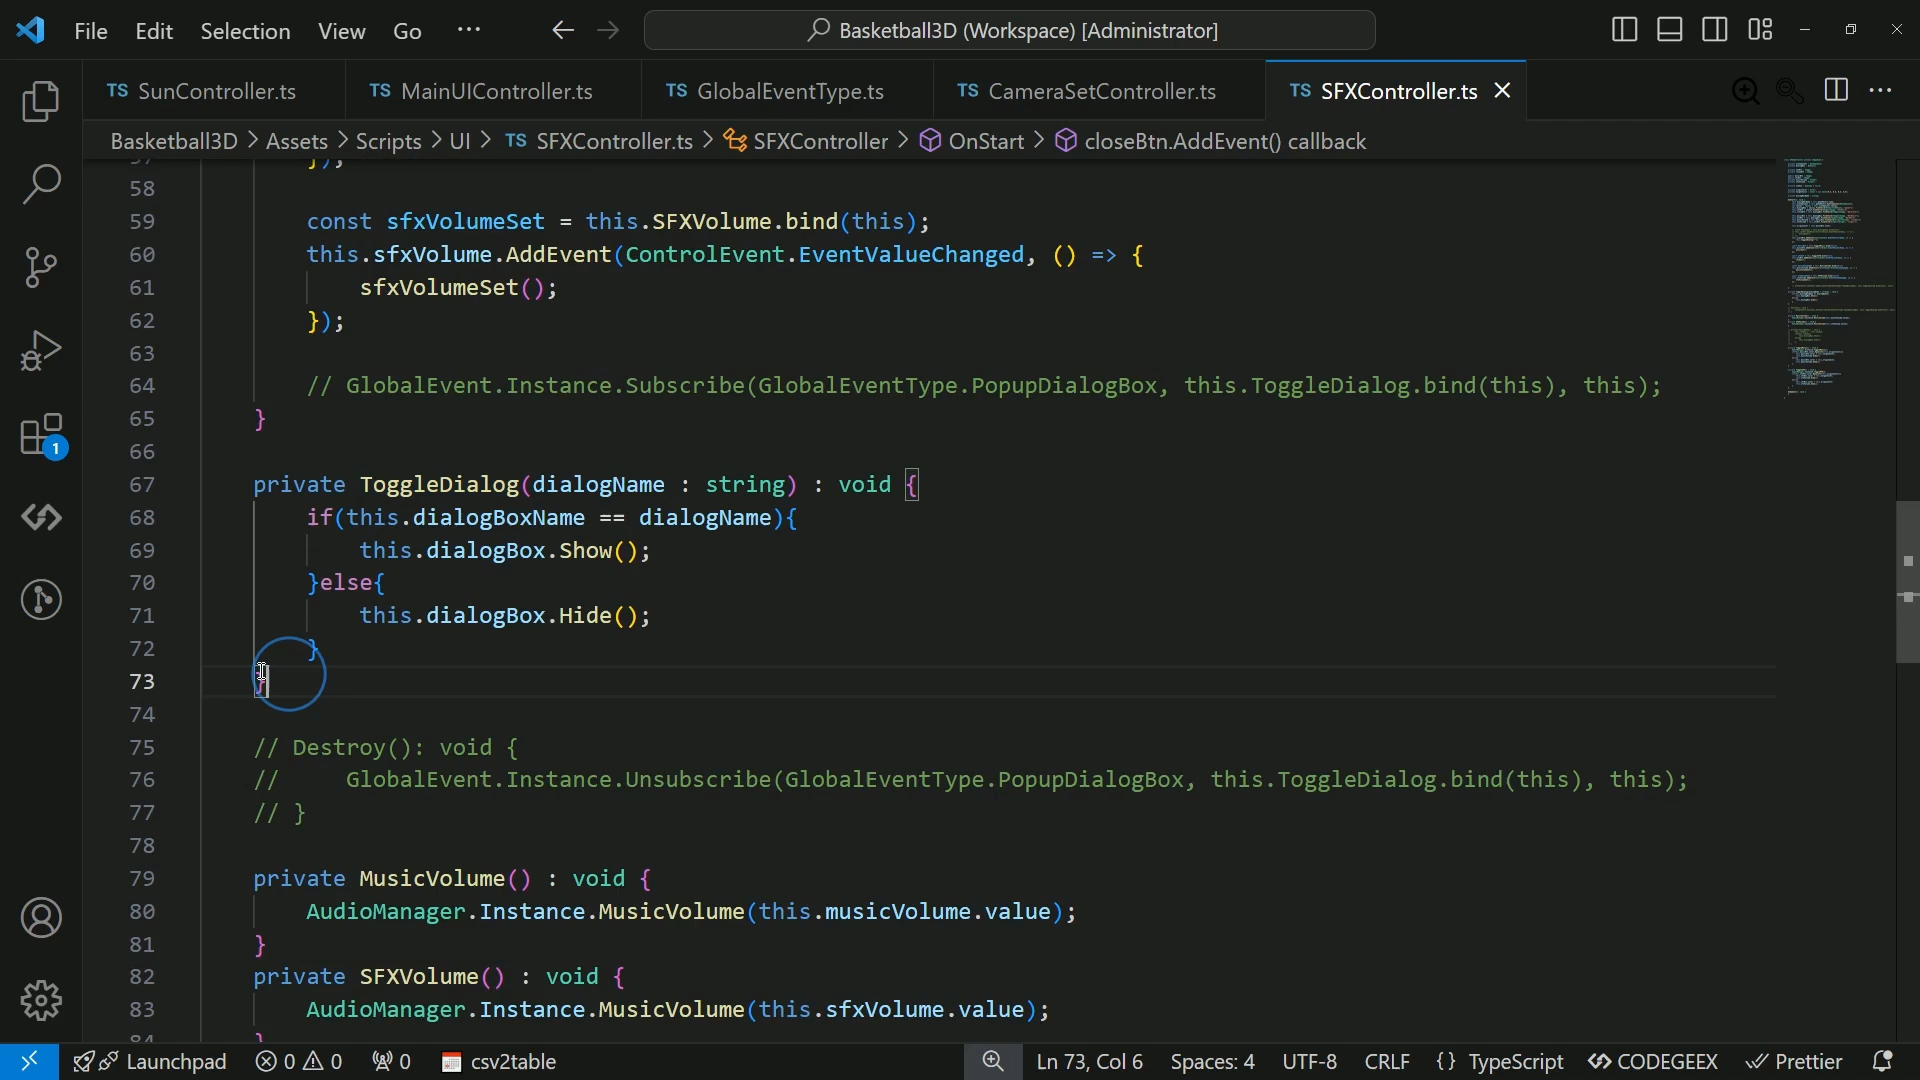 File Edit Selection View Go ··· Basketball3D (Workspace) [Administrator]
TS SunController.ts TS MainUIController.ts TS GlobalEventType.ts TS CameraSetController.ts TS SFXController.ts
Basketball3D > Assets > Scripts > UI > TS SFXController.ts > SFXController > OnStart > closeBtn.AddEvent() callback
57 });
58
59 const sfxVolumeSet = this.SFXVolume.bind(this);
60 this.sfxVolume.AddEvent(ControlEvent.EventValueChanged, () => {
61 sfxVolumeSet();
62 });
63
64 // GlobalEvent.Instance.Subscribe(GlobalEventType.PopupDialogBox, this.ToggleDialog.bind(this), this);
65 }
66
67 private ToggleDialog(dialogName : string) : void {
68 if(this.dialogBoxName == dialogName){
69 this.dialogBox.Show();
70 }else{
71 this.dialogBox.Hide();
72 }
73 }
74
75 // Destroy(): void {
76 // GlobalEvent.Instance.Unsubscribe(GlobalEventType.PopupDialogBox, this.ToggleDialog.bind(this), this);
77 // }
78
79 private MusicVolume() : void {
80 AudioManager.Instance.MusicVolume(this.musicVolume.value);
81 }
82 private SFXVolume() : void {
83 AudioManager.Instance.MusicVolume(this.sfxVolume.value);
84 }
1
Launchpad 0 0 0 csv2table Ln 73, Col 6 Spaces: 4 UTF-8 CRLF {} TypeScript CODEGEEX Prettier